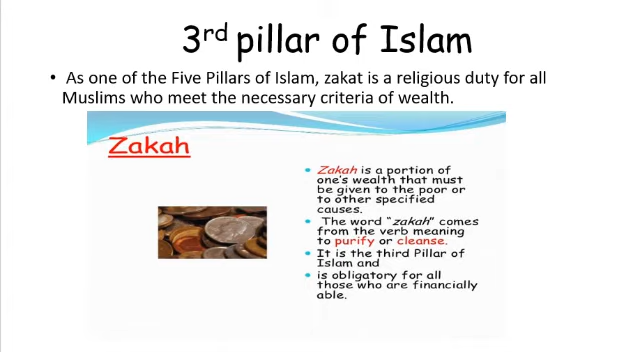 3rd pillar of Islam
• As one of the Five Pillars of Islam, zakat is a religious duty for all
Muslims who meet the necessary criteria of wealth.
Zakah
• Zakah is a portion of
one's wealth that must
be given to the poor or
to other specified
causes.
• The word "zakah" comes
from the verb meaning
to purify or cleanse.
• It is the third Pillar of
Islam and
• is obligatory for all
those who are financially
able.